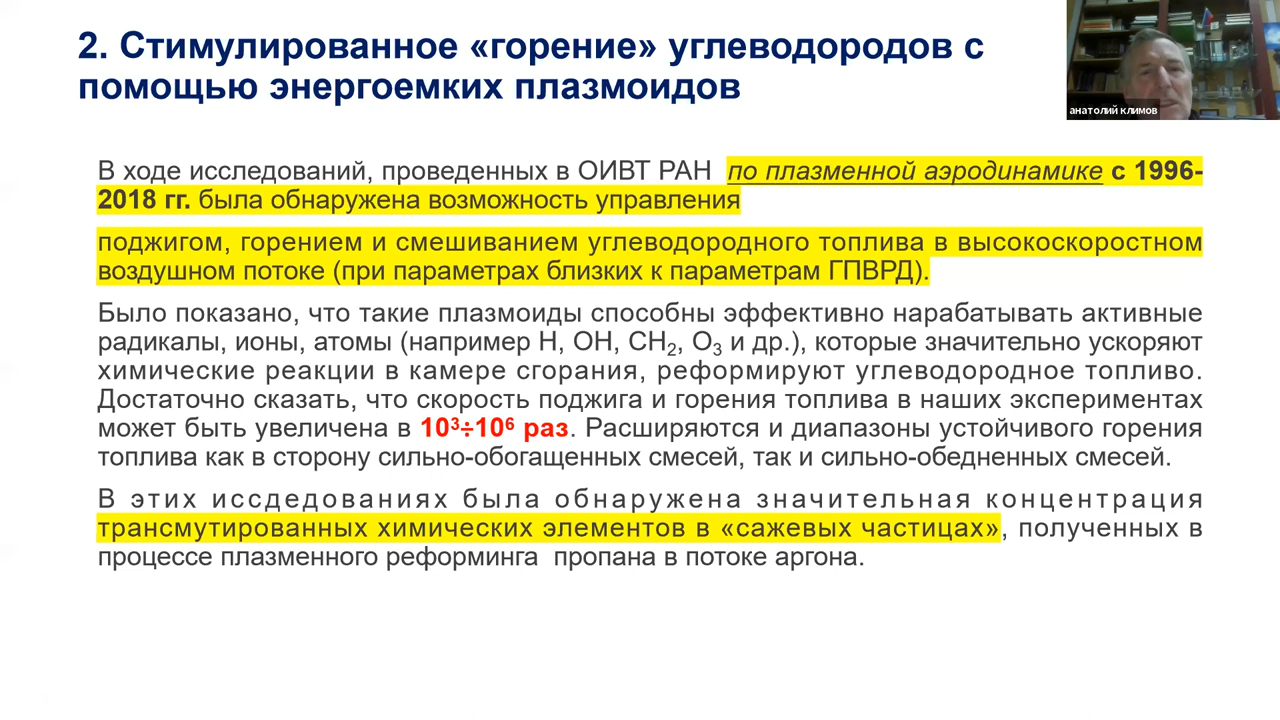 2. Стимулированное «горение» углеводородов с
помощью энергоемких плазмоидов
анатолий климов
В ходе исследований, проведенных в ОИВТ РАН по плазменной аэродинамике с 1996-
2018 гг. была обнаружена возможность управления
поджигом, горением и смешиванием углеводородного топлива в высокоскоростном
воздушном потоке (при параметрах близких к параметрам ГПВРД).
Было показано, что такие плазмоиды способны эффективно нарабатывать активные
радикалы, ионы, атомы (например H, OH, CH₂, O₃ и др.), которые значительно ускоряют
химические реакции в камере сгорания, реформируют углеводородное топливо.
Достаточно сказать, что скорость поджига и горения топлива в наших экспериментах
может быть увеличена в 10³÷10⁶ раз. Расширяются и диапазоны устойчивого горения
топлива как в сторону сильно-обогащенных смесей, так и сильно-обедненных смесей.
В этих иссдедованиях была обнаружена значительная концентрация
трансмутированных химических элементов в «сажевых частицах», полученных в
процессе плазменного реформинга пропана в потоке аргона.